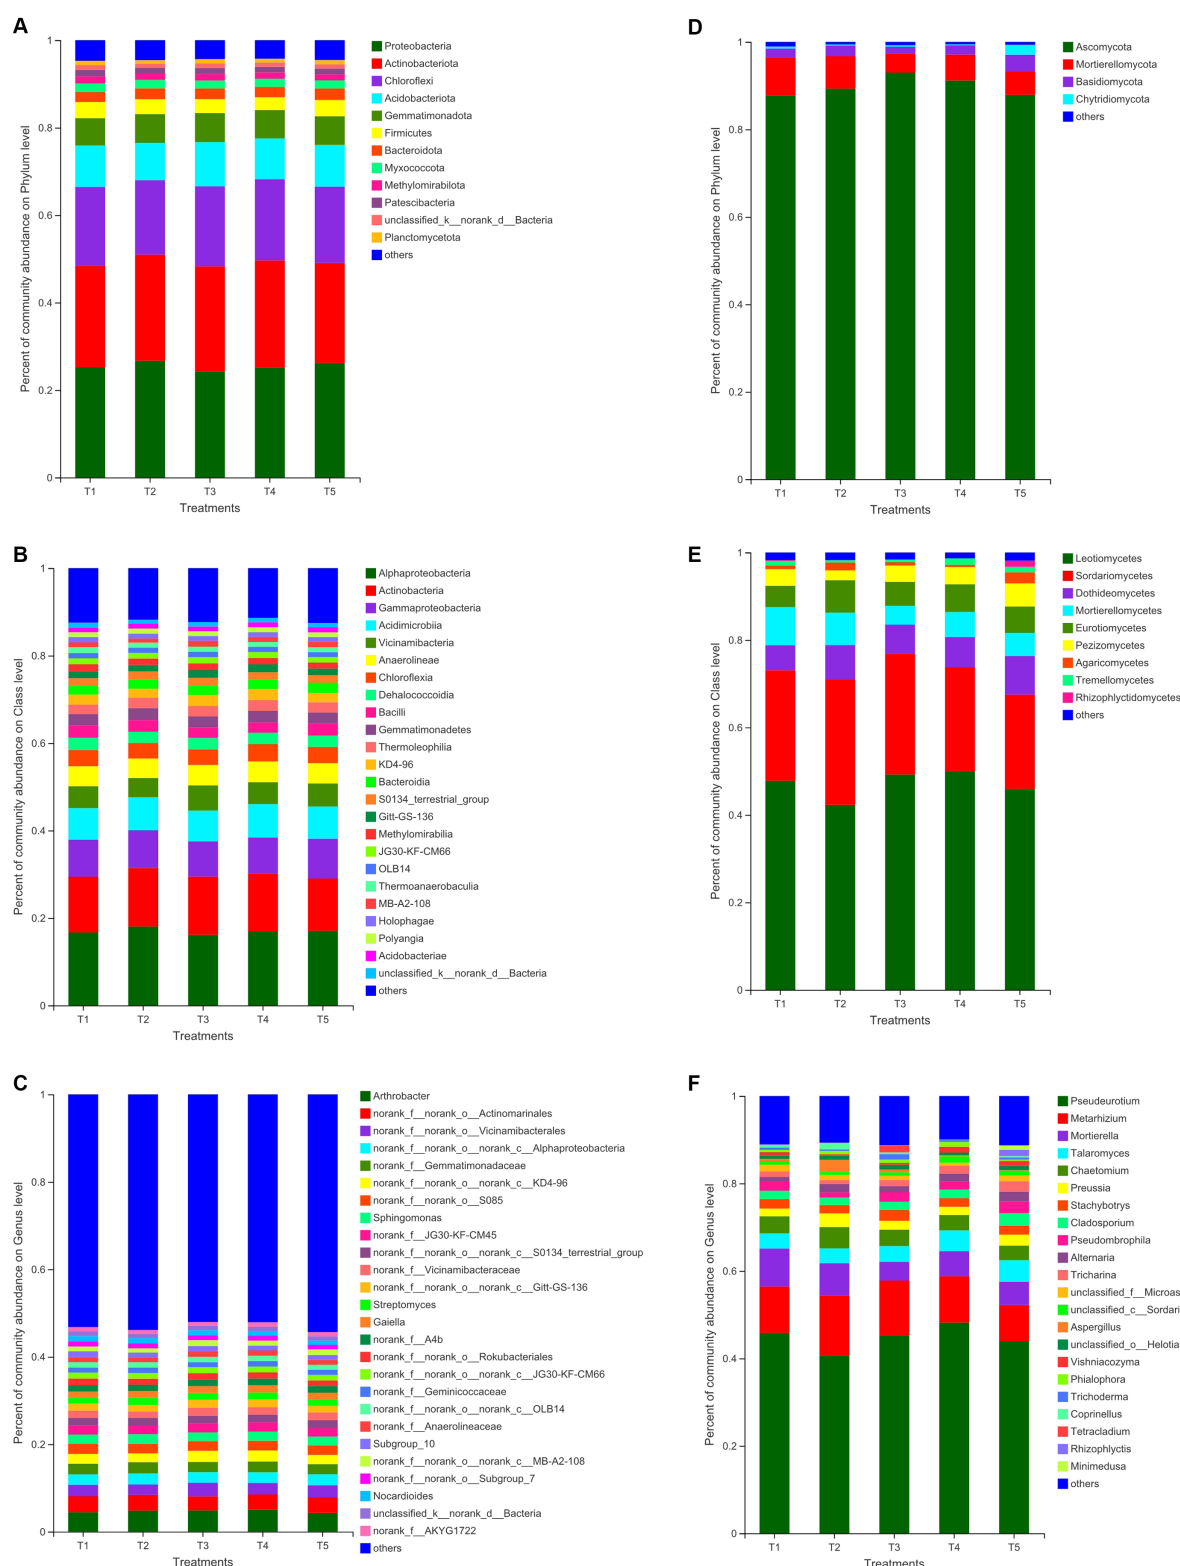 A
Percent of community abundance on Phylum level
1
0.8
0.6
0.4
0.2
0
T1 T2 T3 T4 T5
Treatments
Proteobacteria
Actinobacteriota
Chloroflexi
Acidobacteriota
Gemmatimonadota
Firmicutes
Bacteroidota
Myxococcota
Methylomirabilota
Patescibacteria
unclassified_k__norank_d__Bacteria
Planctomycetota
others
D
Percent of community abundance on Phylum level
1
0.8
0.6
0.4
0.2
0
T1 T2 T3 T4 T5
Treatments
Ascomycota
Mortierellomycota
Basidiomycota
Chytridiomycota
others
B
Percent of community abundance on Class level
1
0.8
0.6
0.4
0.2
0
T1 T2 T3 T4 T5
Treatments
Alphaproteobacteria
Actinobacteria
Gammaproteobacteria
Acidimicrobiia
Vicinamibacteria
Anaerolineae
Chloroflexia
Dehalococcoidia
Bacilli
Gemmatimonadetes
Thermoleophilia
KD4-96
Bacteroidia
S0134_terrestrial_group
Gitt-GS-136
Methylomirabilia
JG30-KF-CM66
OLB14
Thermoanaerobaculia
MB-A2-108
Holophagae
Polyangia
Acidobacteriae
unclassified_k__norank_d__Bacteria
others
E
Percent of community abundance on Class level
1
0.8
0.6
0.4
0.2
0
T1 T2 T3 T4 T5
Treatments
Leotiomycetes
Sordariomycetes
Dothideomycetes
Mortierellomycetes
Eurotiomycetes
Pezizomycetes
Agaricomycetes
Tremellomycetes
Rhizophlyctidomycetes
others
C
Percent of community abundance on Genus level
1
0.8
0.6
0.4
0.2
0
T1 T2 T3 T4 T5
Treatments
Arthrobacter
norank_f__norank_o__Actinomarinales
norank_f__norank_o__Vicinamibacterales
norank_f__norank_o__norank_c__Alphaproteobacteria
norank_f__Gemmatimonadaceae
norank_f__norank_o__norank_c__KD4-96
norank_f__norank_o__S085
Sphingomonas
norank_f__JG30-KF-CM45
norank_f__norank_o__norank_c__S0134_terrestrial_group
norank_f__Vicinamibacteraceae
norank_f__norank_o__norank_c__Gitt-GS-136
Streptomyces
Gaiella
norank_f__A4b
norank_f__norank_o__Rokubacteriales
norank_f__norank_o__norank_c__JG30-KF-CM66
norank_f__Geminicoccaceae
norank_f__norank_o__norank_c__OLB14
norank_f__Anaerolineaceae
Subgroup_10
norank_f__norank_o__norank_c__MB-A2-108
norank_f__norank_o__Subgroup_7
Nocardioides
unclassified_k__norank_d__Bacteria
norank_f__AKYG1722
others
F
Percent of community abundance on Genus level
1
0.8
0.6
0.4
0.2
0
T1 T2 T3 T4 T5
Treatments
Pseudeurotium
Metarhizium
Mortierella
Talaromyces
Chaetomium
Preussia
Stachybotrys
Cladosporium
Pseudombrophila
Alternaria
Tricharina
unclassified_f__Microas
unclassified_c__Sordari
Aspergillus
unclassified_o__Helotia
Vishniacozyma
Phialophora
Trichoderma
Coprinellus
Tetracladium
Rhizophlyctis
Minimedusa
others